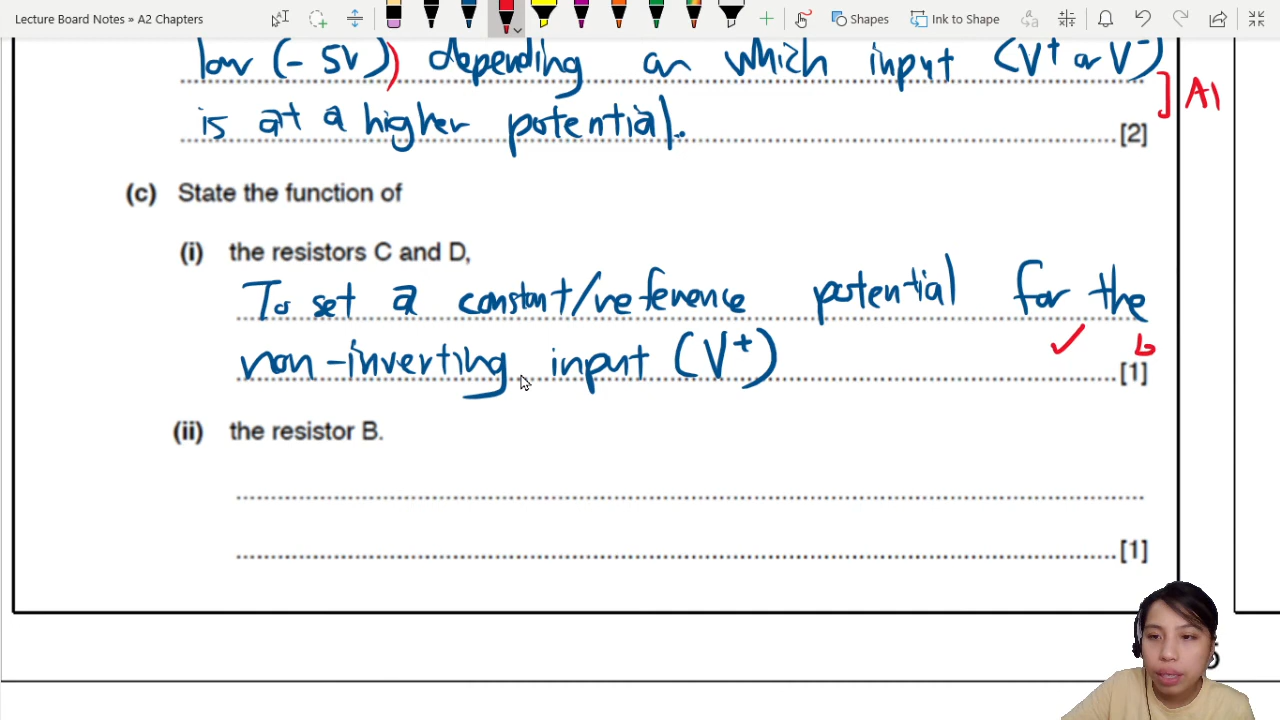 Lecture Board Notes » A2 Chapters
Shapes
Ink to Shape
low (- 5V)) depending on which input (V+ or V-)
is at a higher potential.
] A1
[2]
(c) State the function of
(i) the resistors C and D,
To set a constant/reference potential for the
non-inverting input (V+)
✓ b
[1]
(ii) the resistor B.
[1]